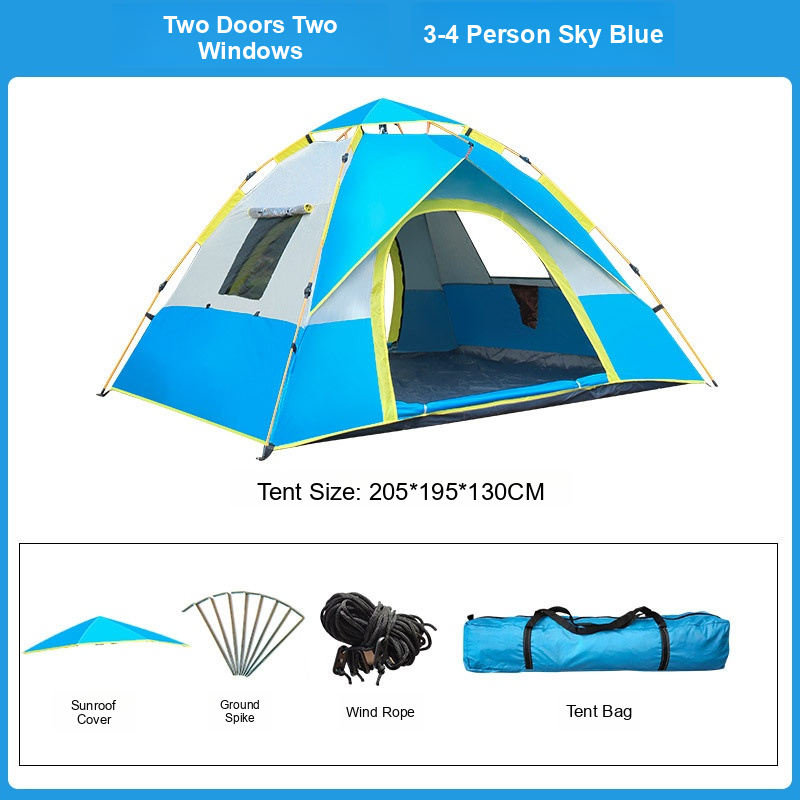 Two Doors Two
Windows
3-4 Person Sky Blue
Tent Size: 205*195*130CM
Sunroof
Cover
Ground
Spike
Wind Rope
Tent Bag